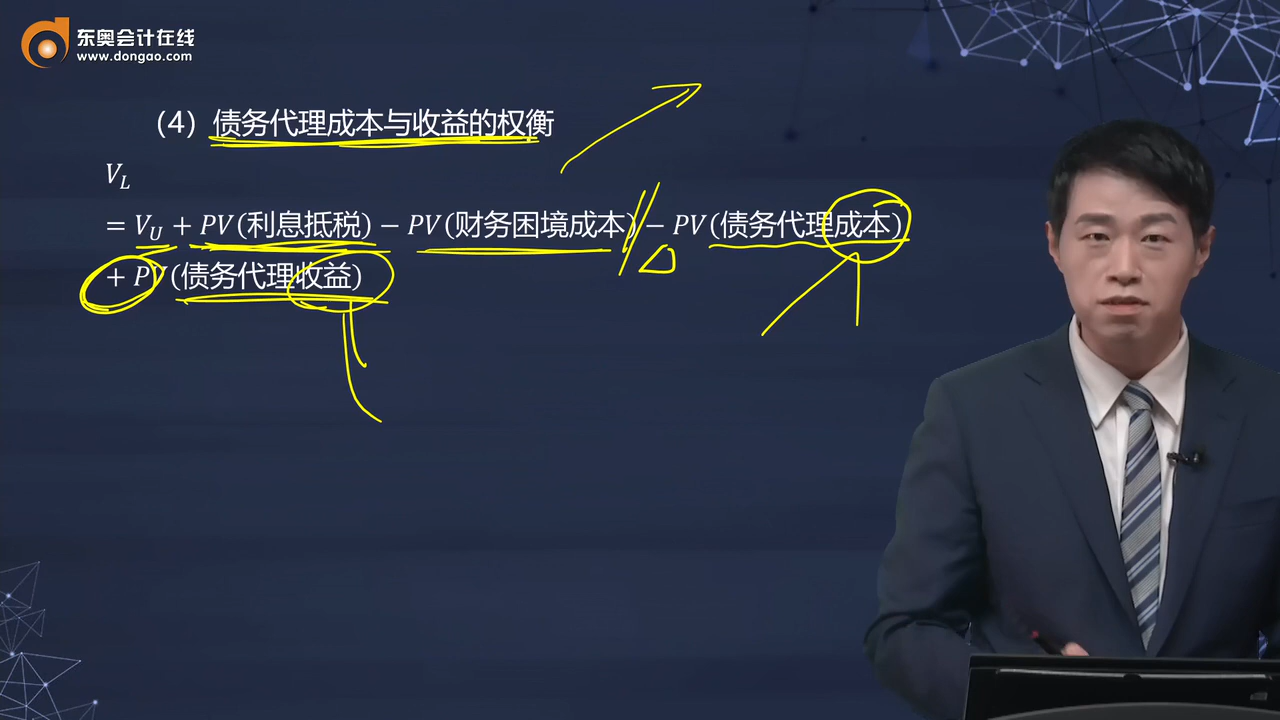 东奥会计在线
www.dongao.com
（4）债务代理成本与收益的权衡
V_L
= V_U + PV(利息抵税) − PV(财务困境成本) − PV(债务代理成本)
+ PV(债务代理收益)